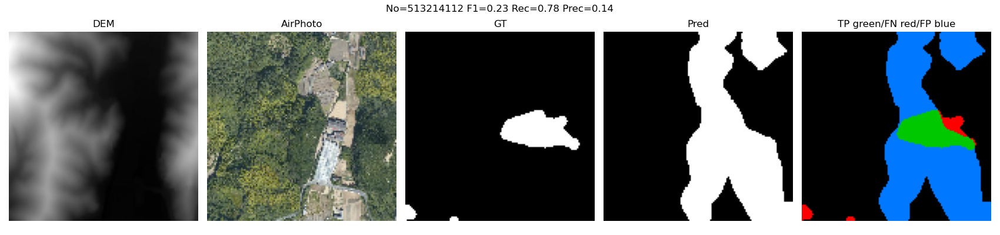 No=513214112 F1=0.23 Rec=0.78 Prec=0.14
DEM
AirPhoto
GT
Pred
TP green/FN red/FP blue